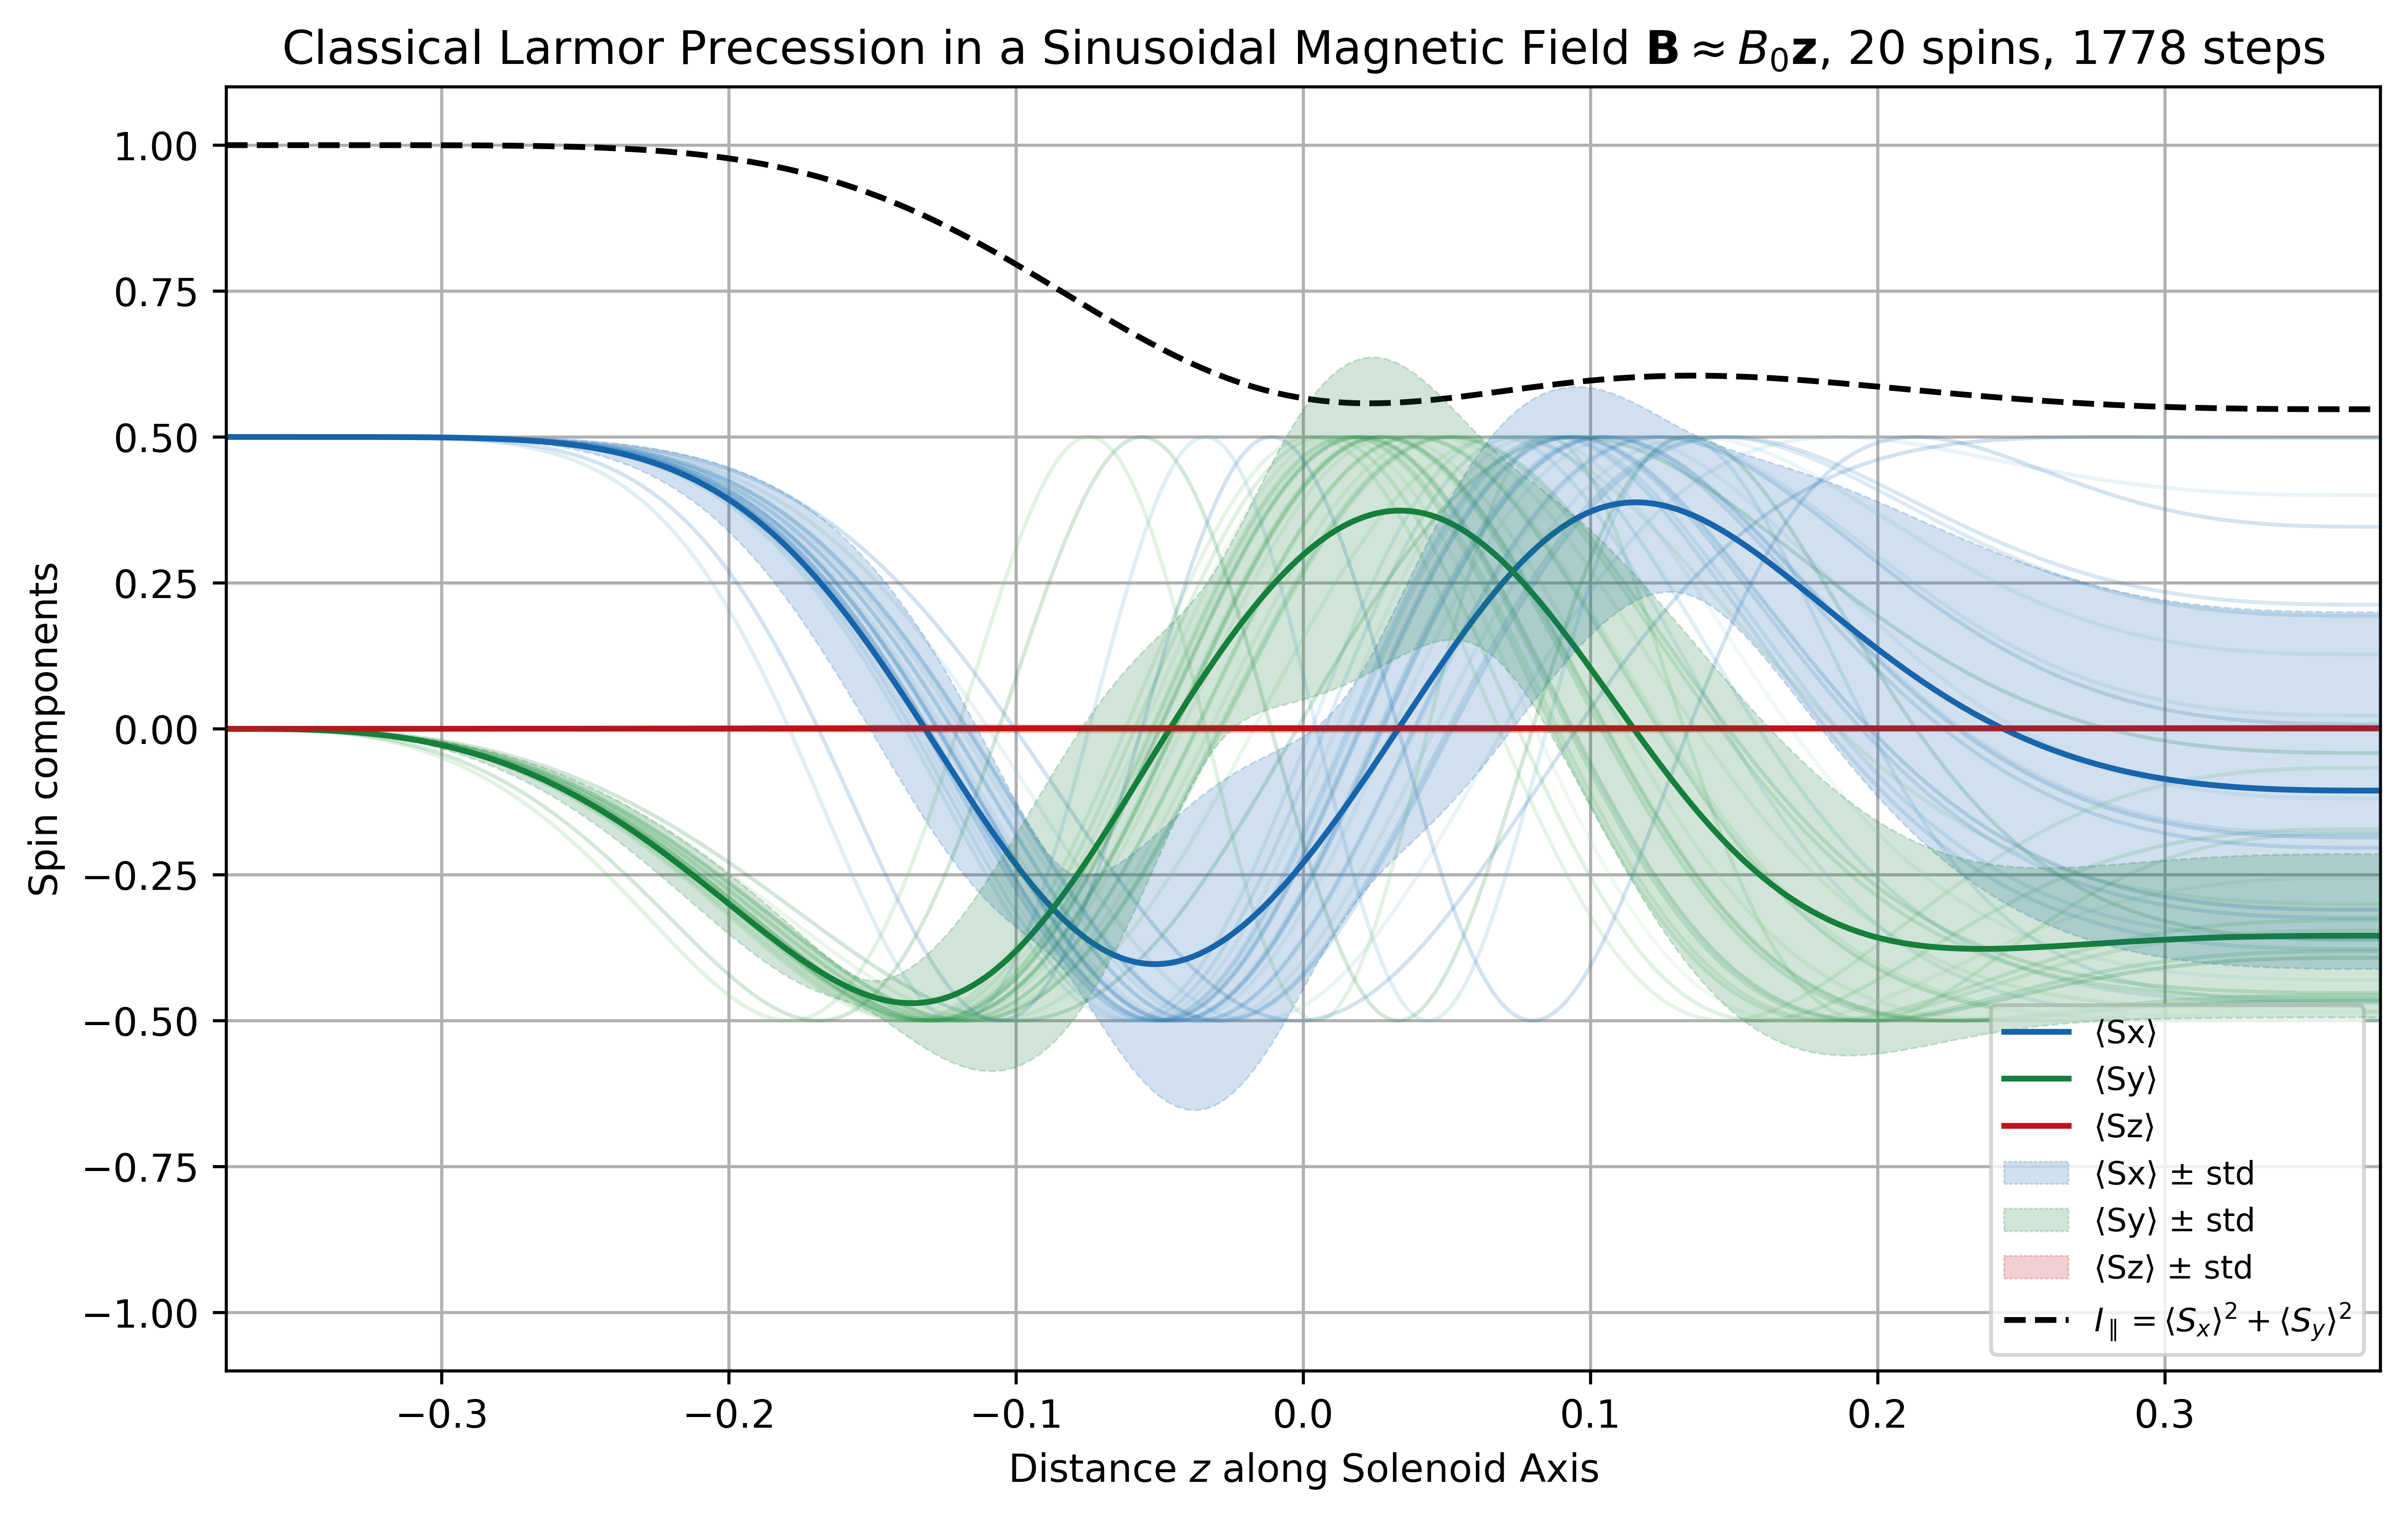 Classical Larmor Precession in a Sinusoidal Magnetic Field B ≈ B₀z, 20 spins, 1778 steps
1.00
0.75
0.50
0.25
0.00
−0.25
−0.50
−0.75
−1.00
Spin components
⟨Sx⟩
⟨Sy⟩
⟨Sz⟩
⟨Sx⟩ ± std
⟨Sy⟩ ± std
⟨Sz⟩ ± std
I∥ = ⟨Sx⟩² + ⟨Sy⟩²
−0.3 −0.2 −0.1 0.0 0.1 0.2 0.3
Distance z along Solenoid Axis